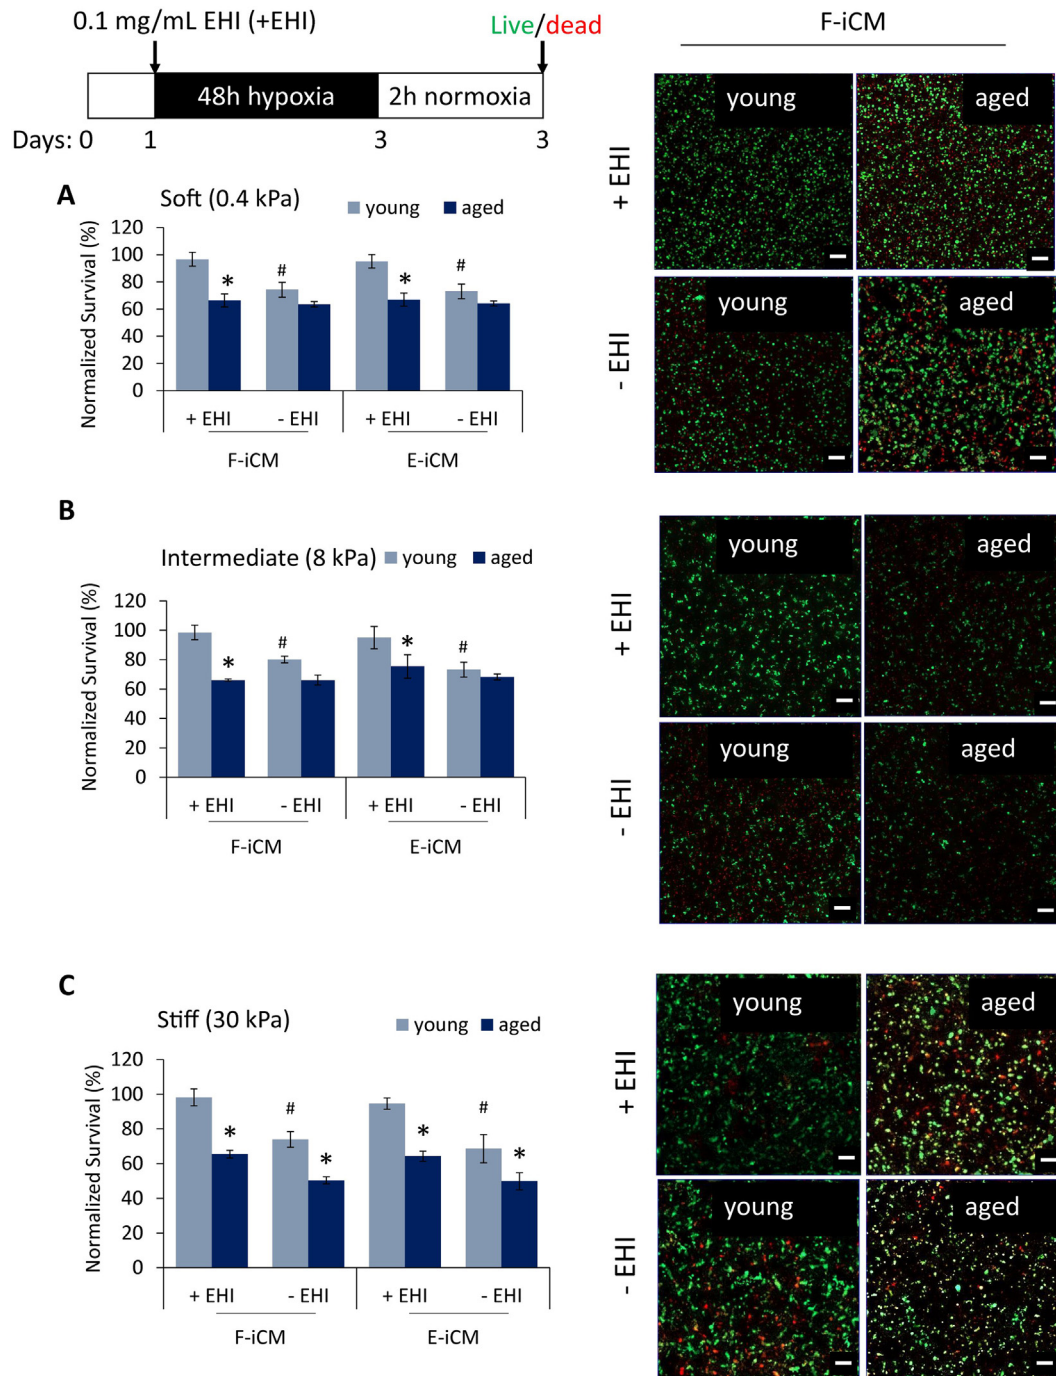 0.1 mg/mL EHI (+EHI)
Live/dead
48h hypoxia
2h normoxia
Days: 0 1 3 3
F-iCM
young
aged
+ EHI
young
aged
- EHI
A
Soft (0.4 kPa)
young
aged
Normalized Survival (%)
120
100
80
60
40
20
0
*
#
*
#
+ EHI
- EHI
+ EHI
- EHI
F-iCM
E-iCM
B
Intermediate (8 kPa)
young
aged
Normalized Survival (%)
120
100
80
60
40
20
0
*
#
*
#
+ EHI
- EHI
+ EHI
- EHI
F-iCM
E-iCM
young
aged
+ EHI
young
aged
- EHI
C
Stiff (30 kPa)
young
aged
Normalized Survival (%)
120
100
80
60
40
20
0
*
#
*
*
#
*
+ EHI
- EHI
+ EHI
- EHI
F-iCM
E-iCM
young
aged
+ EHI
young
aged
- EHI